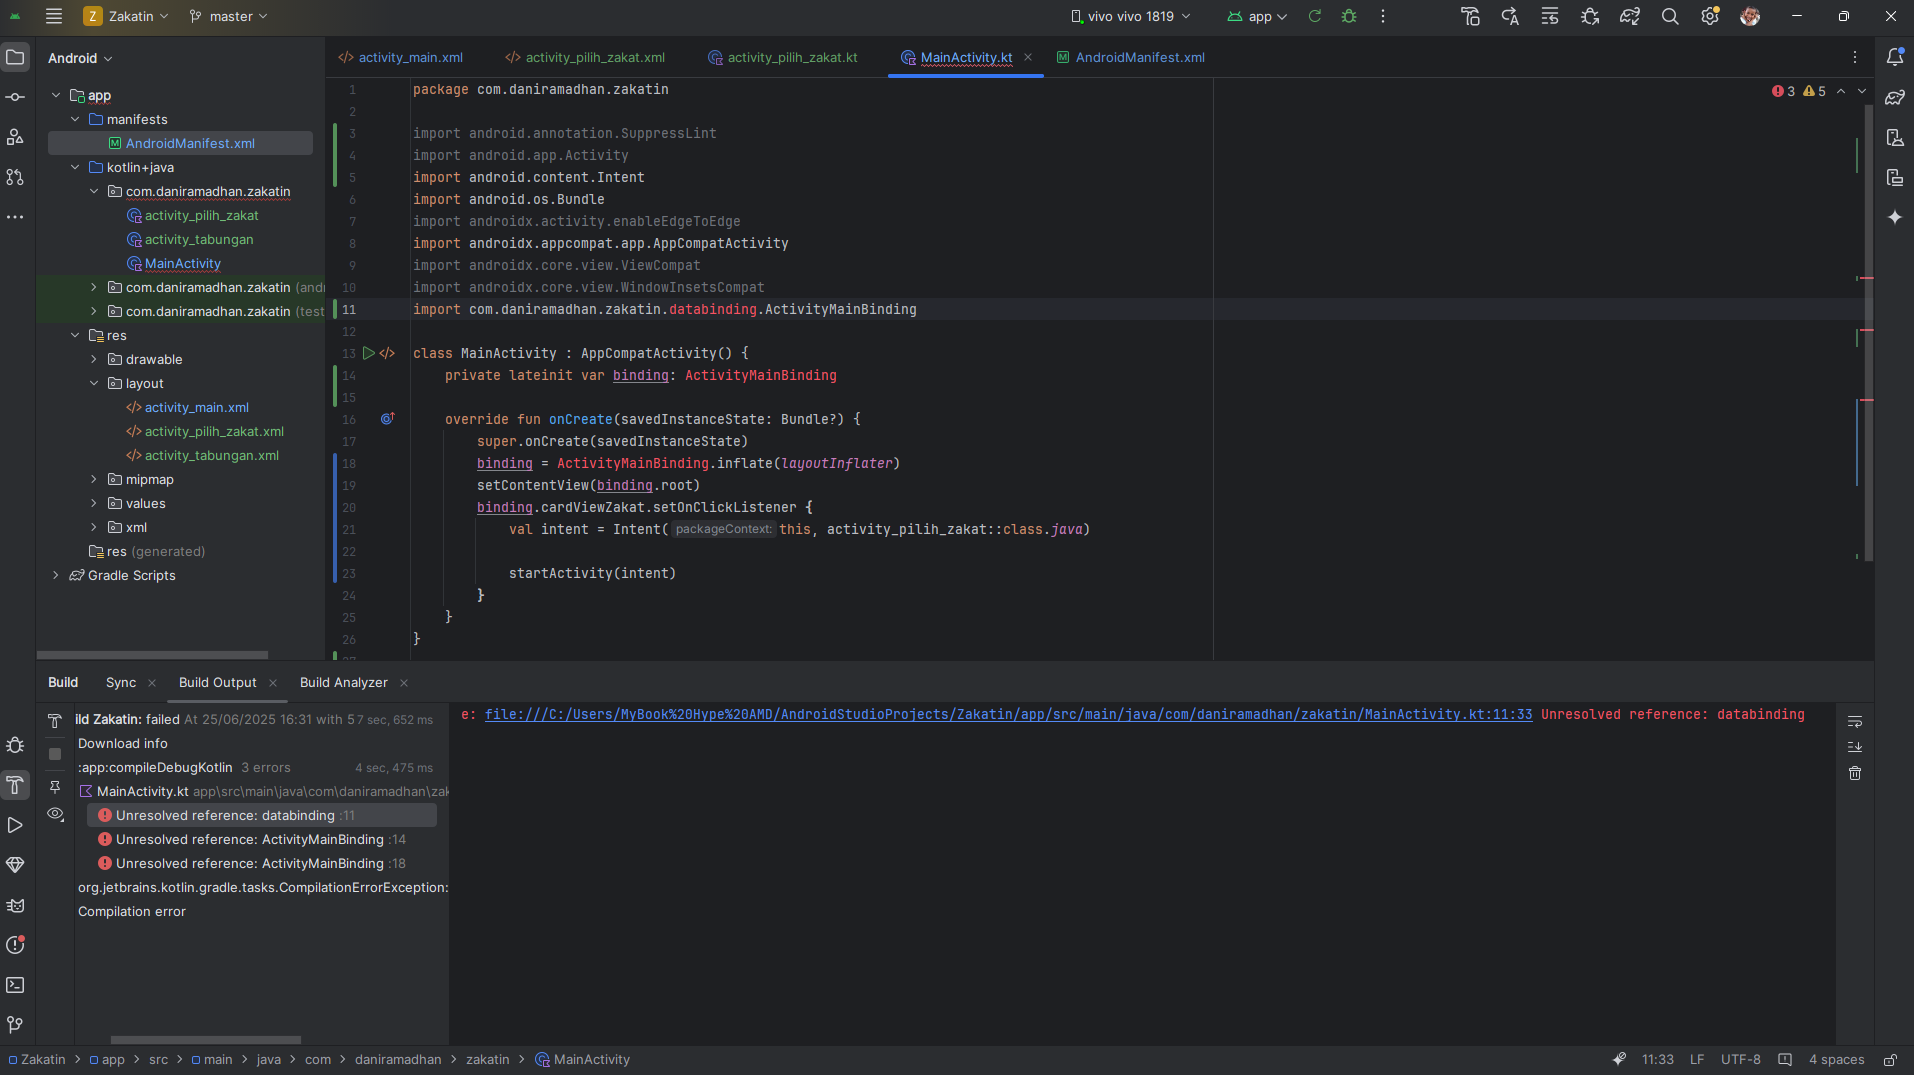 Z Zakatin master vivo vivo 1819 app
Android
activity_main.xml activity_pilih_zakat.xml activity_pilih_zakat.kt MainActivity.kt AndroidManifest.xml
app
manifests
AndroidManifest.xml
kotlin+java
com.daniramadhan.zakatin
activity_pilih_zakat
activity_tabungan
MainActivity
com.daniramadhan.zakatin (andr
com.daniramadhan.zakatin (test
res
drawable
layout
activity_main.xml
activity_pilih_zakat.xml
activity_tabungan.xml
mipmap
values
xml
res (generated)
Gradle Scripts
3 5
1 package com.daniramadhan.zakatin
2
3 import android.annotation.SuppressLint
4 import android.app.Activity
5 import android.content.Intent
6 import android.os.Bundle
7 import androidx.activity.enableEdgeToEdge
8 import androidx.appcompat.app.AppCompatActivity
9 import androidx.core.view.ViewCompat
10 import androidx.core.view.WindowInsetsCompat
11 import com.daniramadhan.zakatin.databinding.ActivityMainBinding
12
13 class MainActivity : AppCompatActivity() {
14 private lateinit var binding: ActivityMainBinding
15
16 override fun onCreate(savedInstanceState: Bundle?) {
17 super.onCreate(savedInstanceState)
18 binding = ActivityMainBinding.inflate(layoutInflater)
19 setContentView(binding.root)
20 binding.cardViewZakat.setOnClickListener {
21 val intent = Intent( packageContext: this, activity_pilih_zakat::class.java)
22
23 startActivity(intent)
24 }
25 }
26 }
Build Sync Build Output Build Analyzer
ild Zakatin: failed At 25/06/2025 16:31 with 5 7 sec, 652 ms
Download info
:app:compileDebugKotlin 3 errors 4 sec, 475 ms
MainActivity.kt app\src\main\java\com\daniramadhan\zak
Unresolved reference: databinding :11
Unresolved reference: ActivityMainBinding :14
Unresolved reference: ActivityMainBinding :18
org.jetbrains.kotlin.gradle.tasks.CompilationErrorException:
Compilation error
e: file:///C:/Users/MyBook%20Hype%20AMD/AndroidStudioProjects/Zakatin/app/src/main/java/com/daniramadhan/zakatin/MainActivity.kt:11:33 Unresolved reference: databinding
Zakatin > app > src > main > java > com > daniramadhan > zakatin > MainActivity 11:33 LF UTF-8 4 spaces